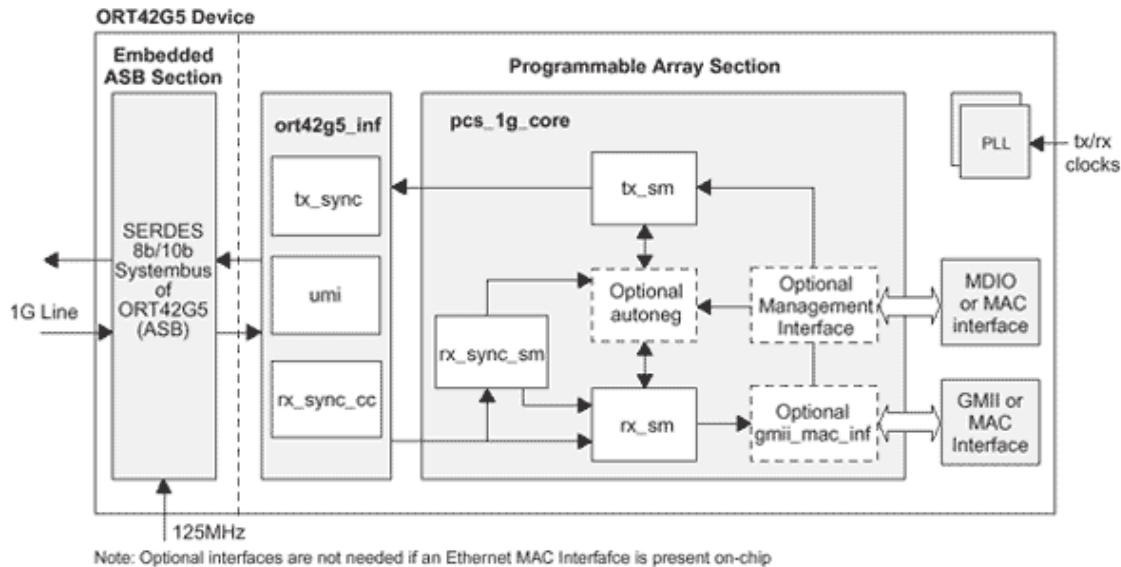 ORT42G5 Device
Embedded
ASB Section
Programmable Array Section
ort42g5_inf
pcs_1g_core
PLL
tx/rx
clocks
tx_sync
tx_sm
SERDES
8b/10b
Systembus
of
ORT42G5
(ASB)
1G Line
umi
Optional
autoneg
Optional
Management
Interface
MDIO
or MAC
interface
rx_sync_sm
rx_sync_cc
rx_sm
Optional
gmii_mac_inf
GMII or
MAC
Interface
125MHz
Note: Optional interfaces are not needed if an Ethernet MAC Interfafce is present on-chip